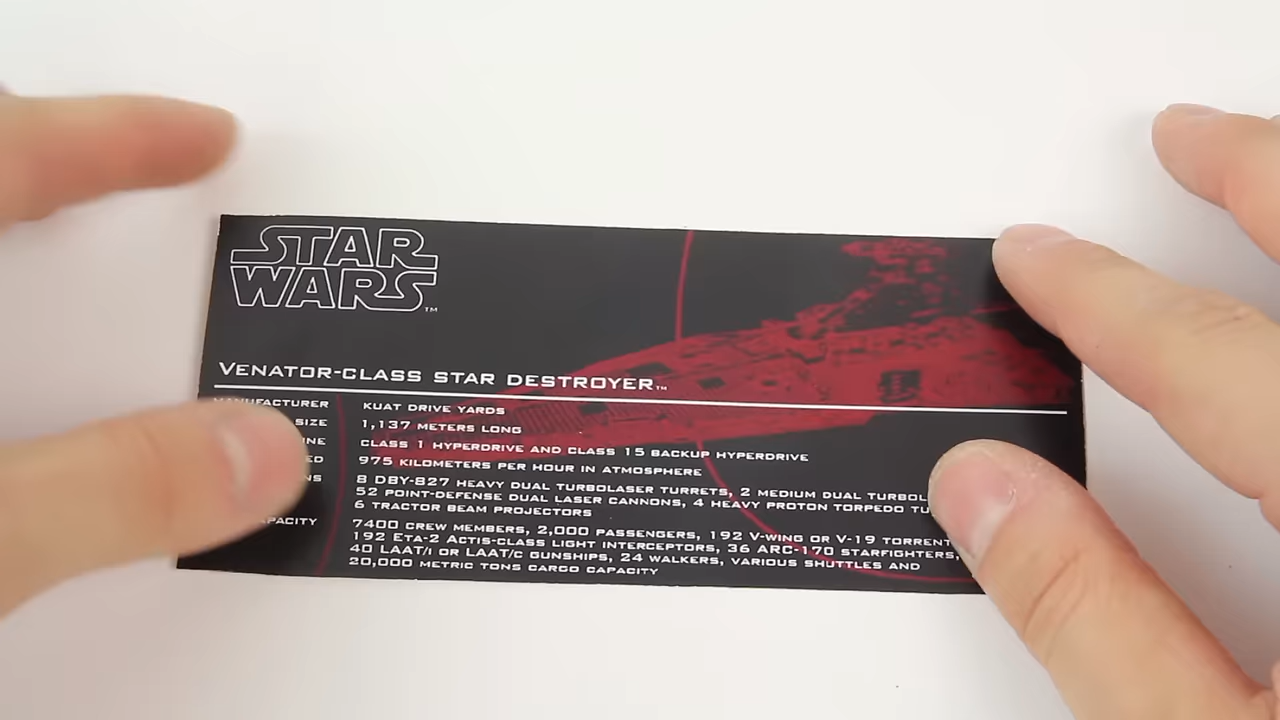 STAR
WARS™
VENATOR-CLASS STAR DESTROYER™
MANUFACTURER KUAT DRIVE YARDS
SIZE 1,137 METERS LONG
CLASS 1 HYPERDRIVE AND CLASS 15 BACKUP HYPERDRIVE
975 KILOMETERS PER HOUR IN ATMOSPHERE
8 DBY-827 HEAVY DUAL TURBOLASER TURRETS, 2 MEDIUM DUAL
52 POINT-DEFENSE DUAL LASER CANNONS, 4 HEAVY PROTON TORPEDO
6 TRACTOR BEAM PROJECTORS
7400 CREW MEMBERS, 2,000 PASSENGERS, 192 V-WING OR V-19 TORRENT
192 ETA-2 ACTIS-CLASS LIGHT INTERCEPTORS, 36 ARC-170 STARFIGHTERS,
40 LAAT/I OR LAAT/C GUNSHIPS, 24 WALKERS, VARIOUS SHUTTLES AND
20,000 METRIC TONS CARGO CAPACITY